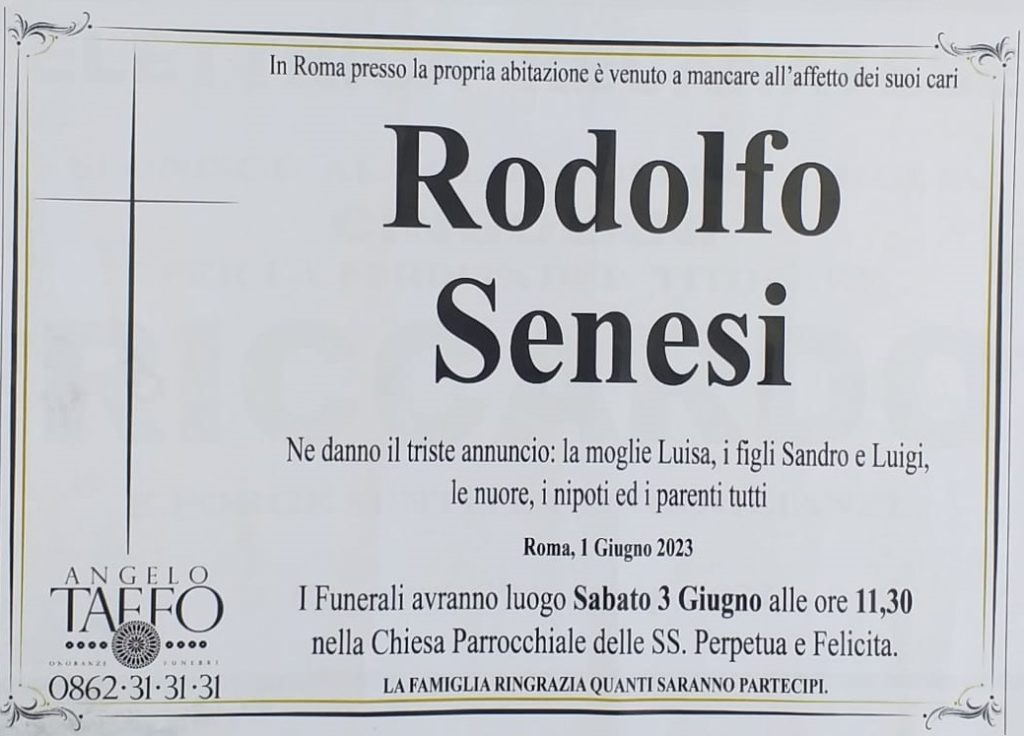 In Roma presso la propria abitazione è venuto a mancare all'affetto dei suoi cari
Rodolfo
Senesi
Ne danno il triste annuncio: la moglie Luisa, i figli Sandro e Luigi,
le nuore, i nipoti ed i parenti tutti
Roma, 1 Giugno 2023
I Funerali avranno luogo Sabato 3 Giugno alle ore 11,30
nella Chiesa Parrocchiale delle SS. Perpetua e Felicita.
LA FAMIGLIA RINGRAZIA QUANTI SARANNO PARTECIPI.
ANGELO
TAFFO
ONORANZE FUNEBRI
0862·31·31·31